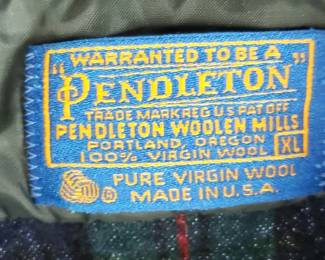 WARRANTED TO BE A
"PENDLETON"
TRADE MARK REG U S PAT OFF
PENDLETON WOOLEN MILLS
PORTLAND, OREGON
100% VIRGIN WOOL XL
PURE VIRGIN WOOL
® MADE IN U.S.A.